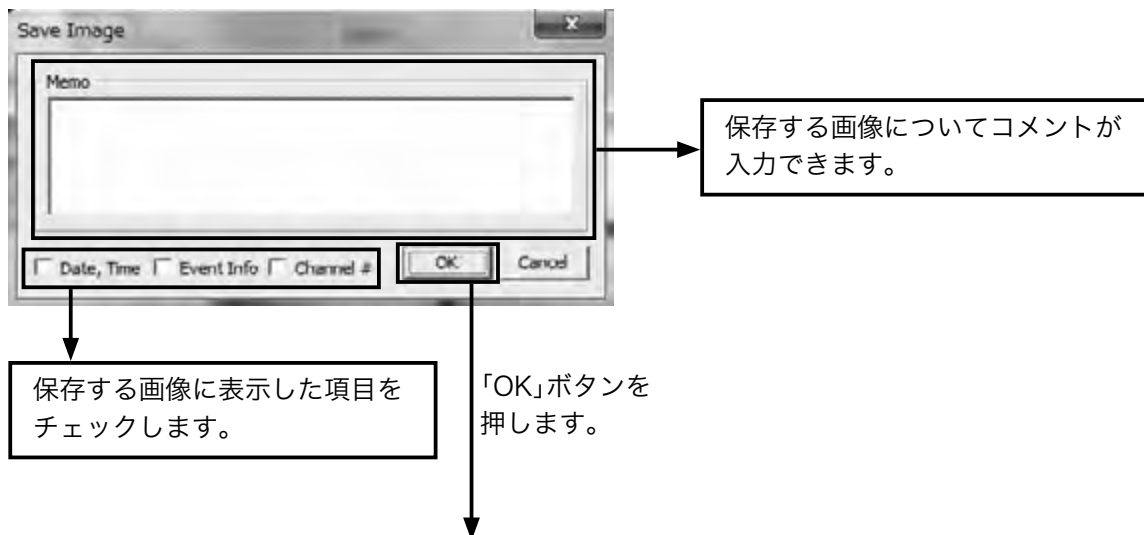 Save Image
x
Memo
保存する画像についてコメントが
入力できます。
Date, Time Event Info Channel # OK Cancel
保存する画像に表示した項目を
チェックします。
「OK」ボタンを
押します。